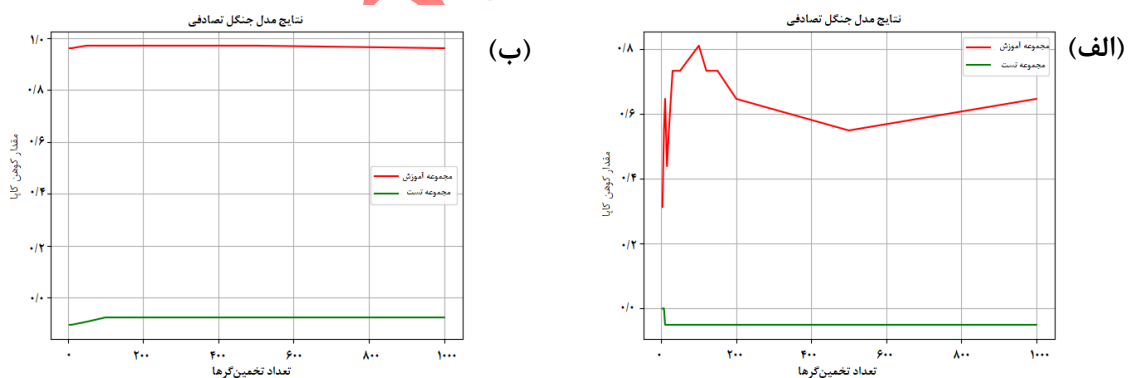 (الف)
نتایج مدل جنگل تصادفی
مجموعه آموزش
مجموعه تست
مقدار کوهن کاپا
۰/۸
۰/۶
۰/۴
۰/۲
۰/۰
۰ ۲۰۰ ۴۰۰ ۶۰۰ ۸۰۰ ۱۰۰۰
تعداد تخمین‌گرها
(ب)
نتایج مدل جنگل تصادفی
مجموعه آموزش
مجموعه تست
مقدار کوهن کاپا
۱/۰
۰/۸
۰/۶
۰/۴
۰/۲
۰/۰
۰ ۲۰۰ ۴۰۰ ۶۰۰ ۸۰۰ ۱۰۰۰
تعداد تخمین‌گرها